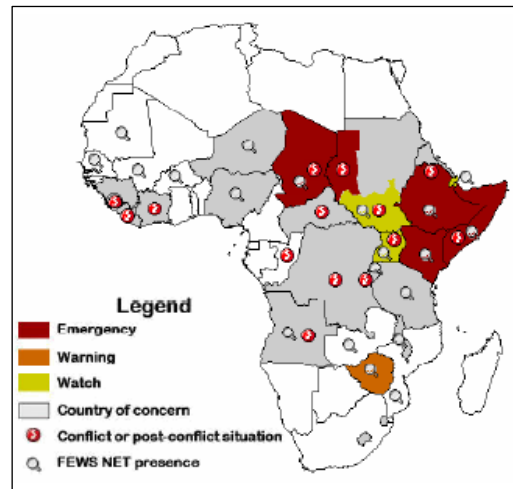 Legend
Emergency
Warning
Watch
Country of concern
Conflict or post-conflict situation
FEWS NET presence